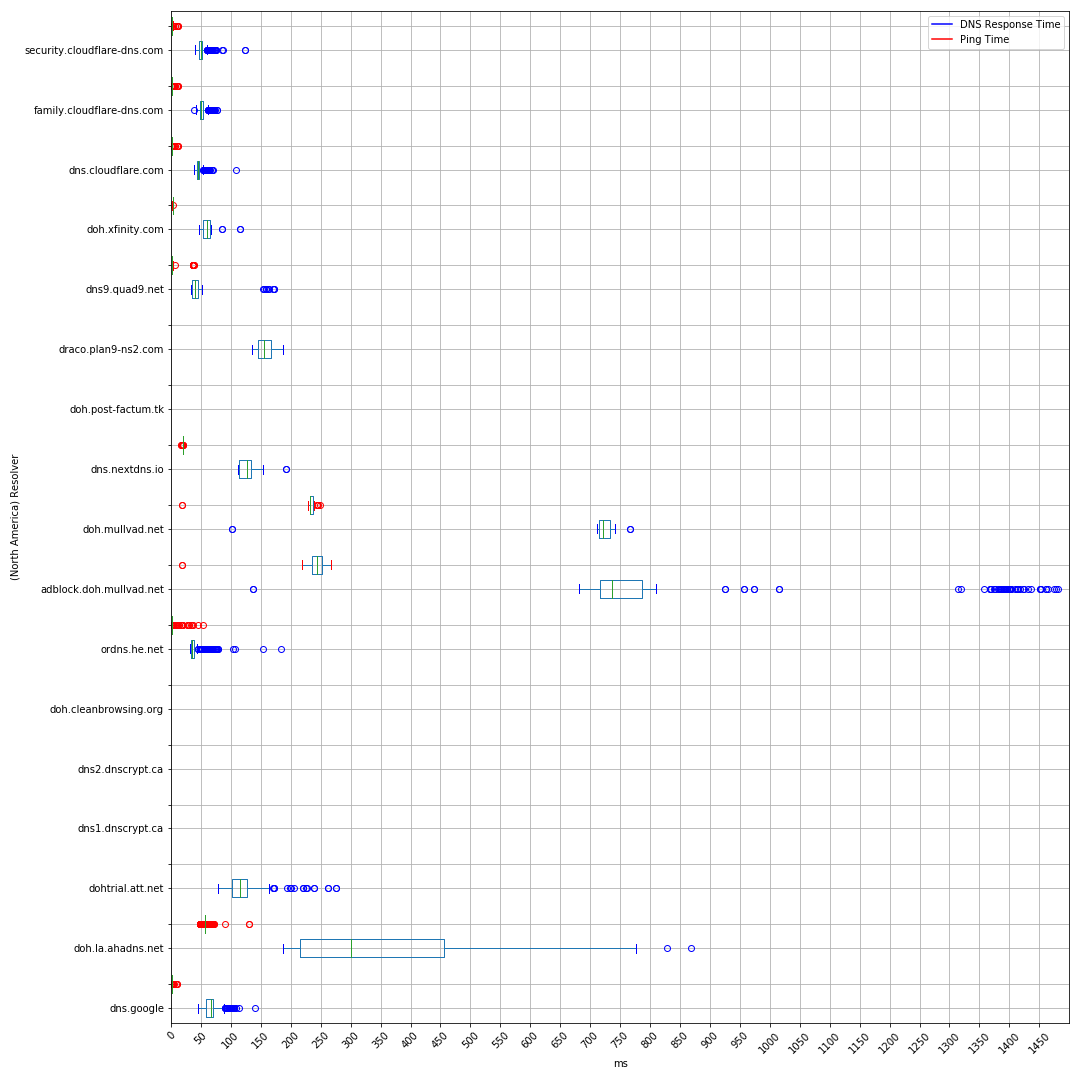 DNS Response Time
Ping Time
security.cloudflare-dns.com
family.cloudflare-dns.com
dns.cloudflare.com
doh.xfinity.com
dns9.quad9.net
draco.plan9-ns2.com
doh.post-factum.tk
dns.nextdns.io
doh.mullvad.net
adblock.doh.mullvad.net
ordns.he.net
doh.cleanbrowsing.org
dns2.dnscrypt.ca
dns1.dnscrypt.ca
dohtrial.att.net
doh.la.ahadns.net
dns.google
(North America) Resolver
0 50 100 150 200 250 300 350 400 450 500 550 600 650 700 750 800 850 900 950 1000 1050 1100 1150 1200 1250 1300 1350 1400 1450
ms